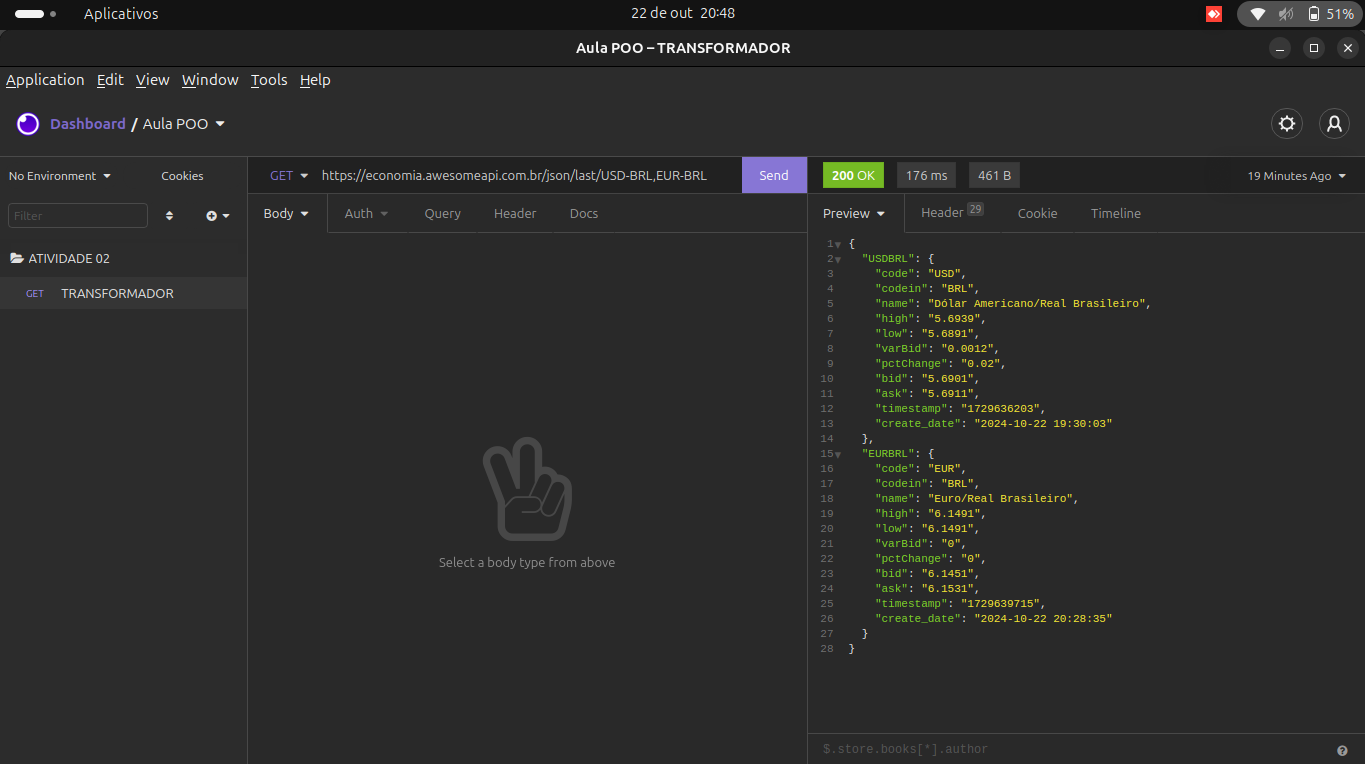 Aplicativos
22 de out 20:48
51%
Aula POO – TRANSFORMADOR
Application Edit View Window Tools Help
Dashboard / Aula POO
No Environment Cookies
GET https://economia.awesomeapi.com.br/json/last/USD-BRL,EUR-BRL Send
200 OK 176 ms 461 B 19 Minutes Ago
Filter
Body Auth Query Header Docs
Preview Header 29 Cookie Timeline
ATIVIDADE 02
GET TRANSFORMADOR
Select a body type from above
1 {
2 "USDBRL": {
3 "code": "USD",
4 "codein": "BRL",
5 "name": "Dólar Americano/Real Brasileiro",
6 "high": "5.6939",
7 "low": "5.6891",
8 "varBid": "0.0012",
9 "pctChange": "0.02",
10 "bid": "5.6901",
11 "ask": "5.6911",
12 "timestamp": "1729636203",
13 "create_date": "2024-10-22 19:30:03"
14 },
15 "EURBRL": {
16 "code": "EUR",
17 "codein": "BRL",
18 "name": "Euro/Real Brasileiro",
19 "high": "6.1491",
20 "low": "6.1491",
21 "varBid": "0",
22 "pctChange": "0",
23 "bid": "6.1451",
24 "ask": "6.1531",
25 "timestamp": "1729639715",
26 "create_date": "2024-10-22 20:28:35"
27 }
28 }
$.store.books[*].author